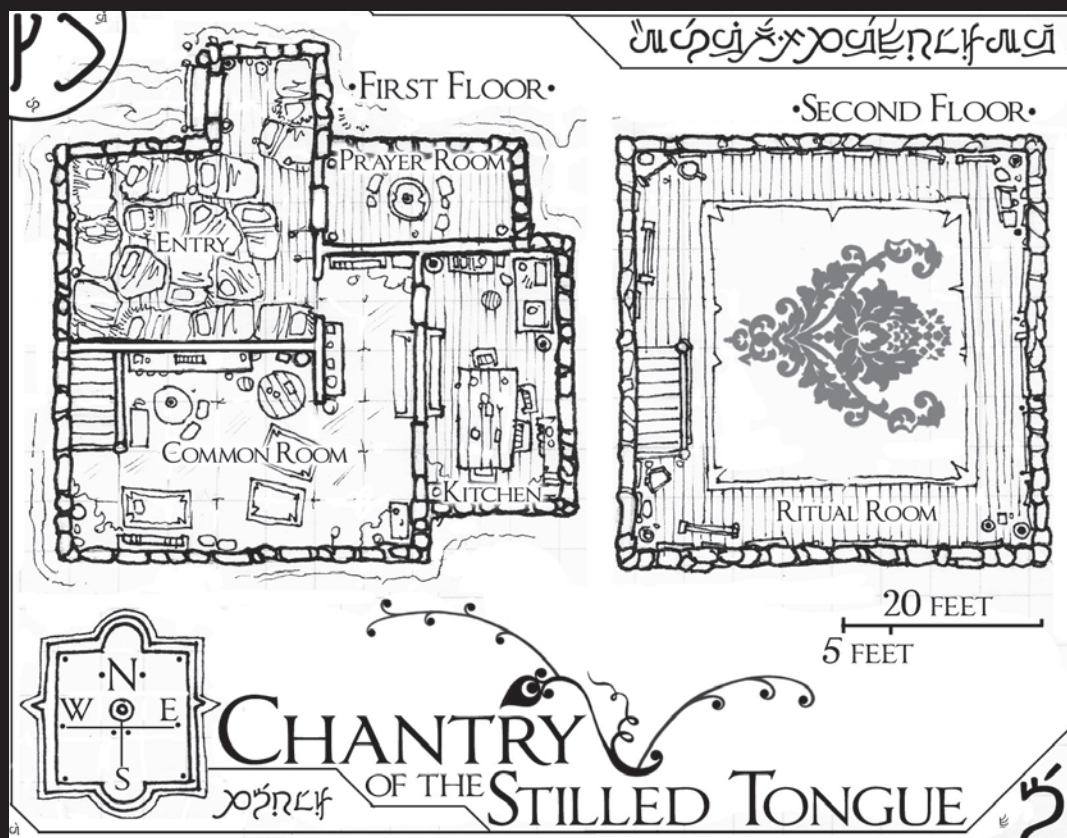 •FIRST FLOOR•
•SECOND FLOOR•
PRAYER ROOM
ENTRY
COMMON ROOM
KITCHEN
RITUAL ROOM
20 FEET
5 FEET
N
W E
S
CHANTRY
OF THE STILLED TONGUE